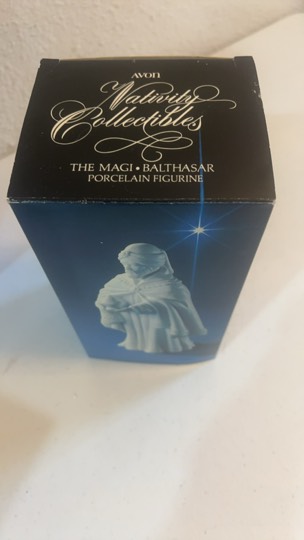 AVON
Nativity
Collectibles
THE MAGI • BALTHASAR
PORCELAIN FIGURINE